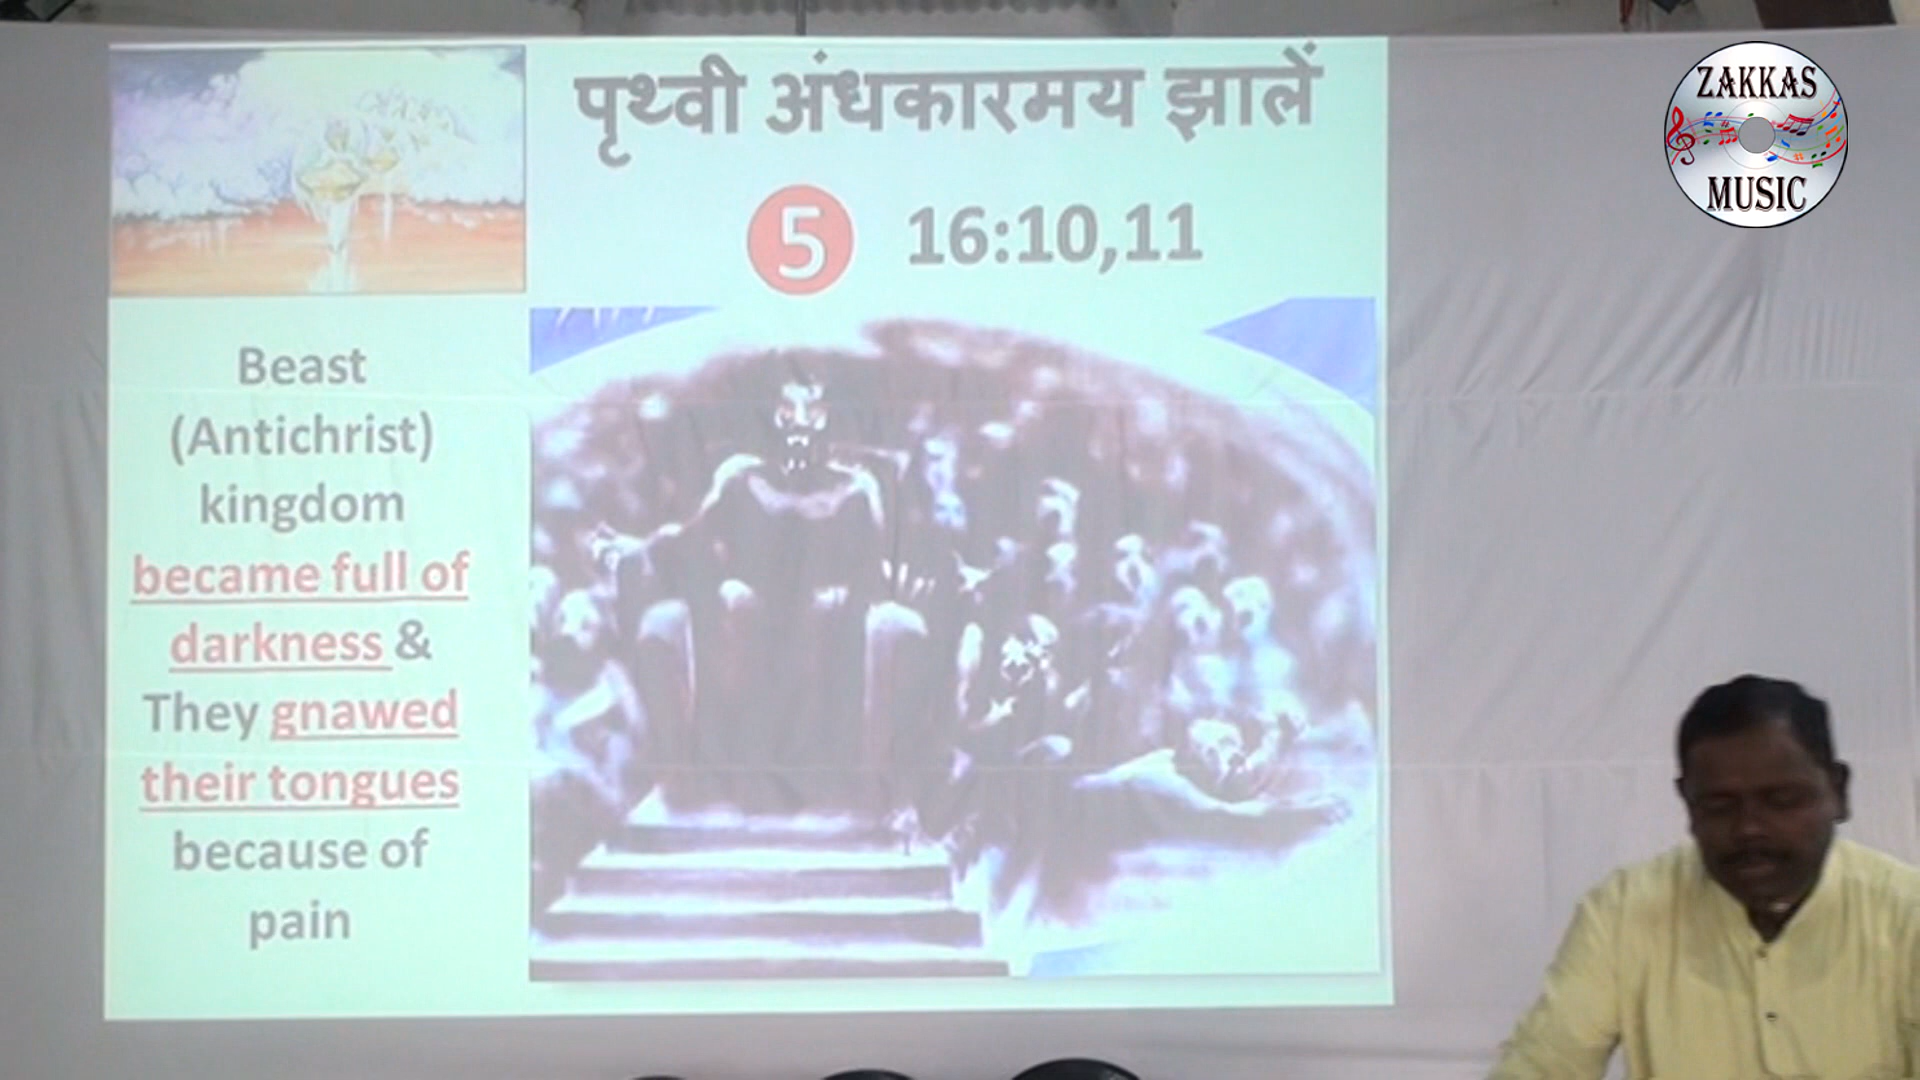 पृथ्वी अंधकारमय झालें
5 16:10,11
Beast
(Antichrist)
kingdom
became full of
darkness &
They gnawed
their tongues
because of
pain
ZAKKAS
MUSIC